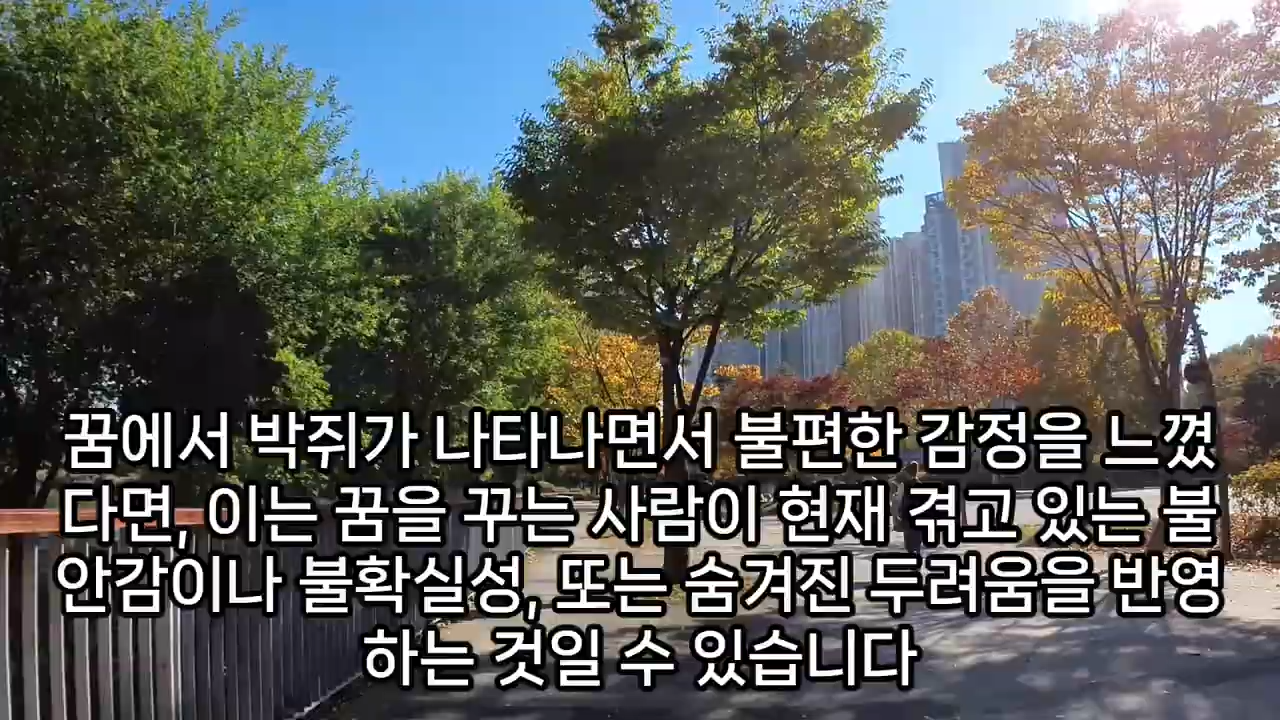 꿈에서 박쥐가 나타나면서 불편한 감정을 느꼈
다면, 이는 꿈을 꾸는 사람이 현재 겪고 있는 불
안감이나 불확실성, 또는 숨겨진 두려움을 반영
하는 것일 수 있습니다